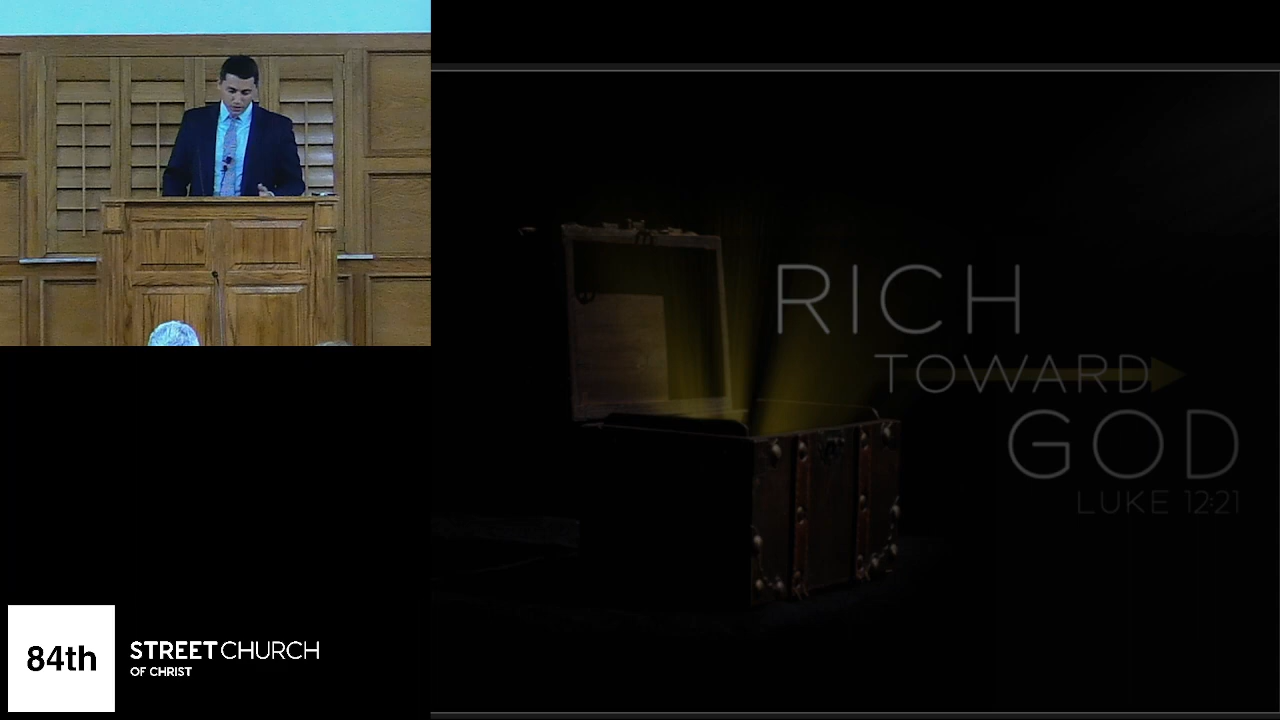 RICH
TOWARD
GOD
LUKE 12:21
84th
STREET CHURCH
OF CHRIST